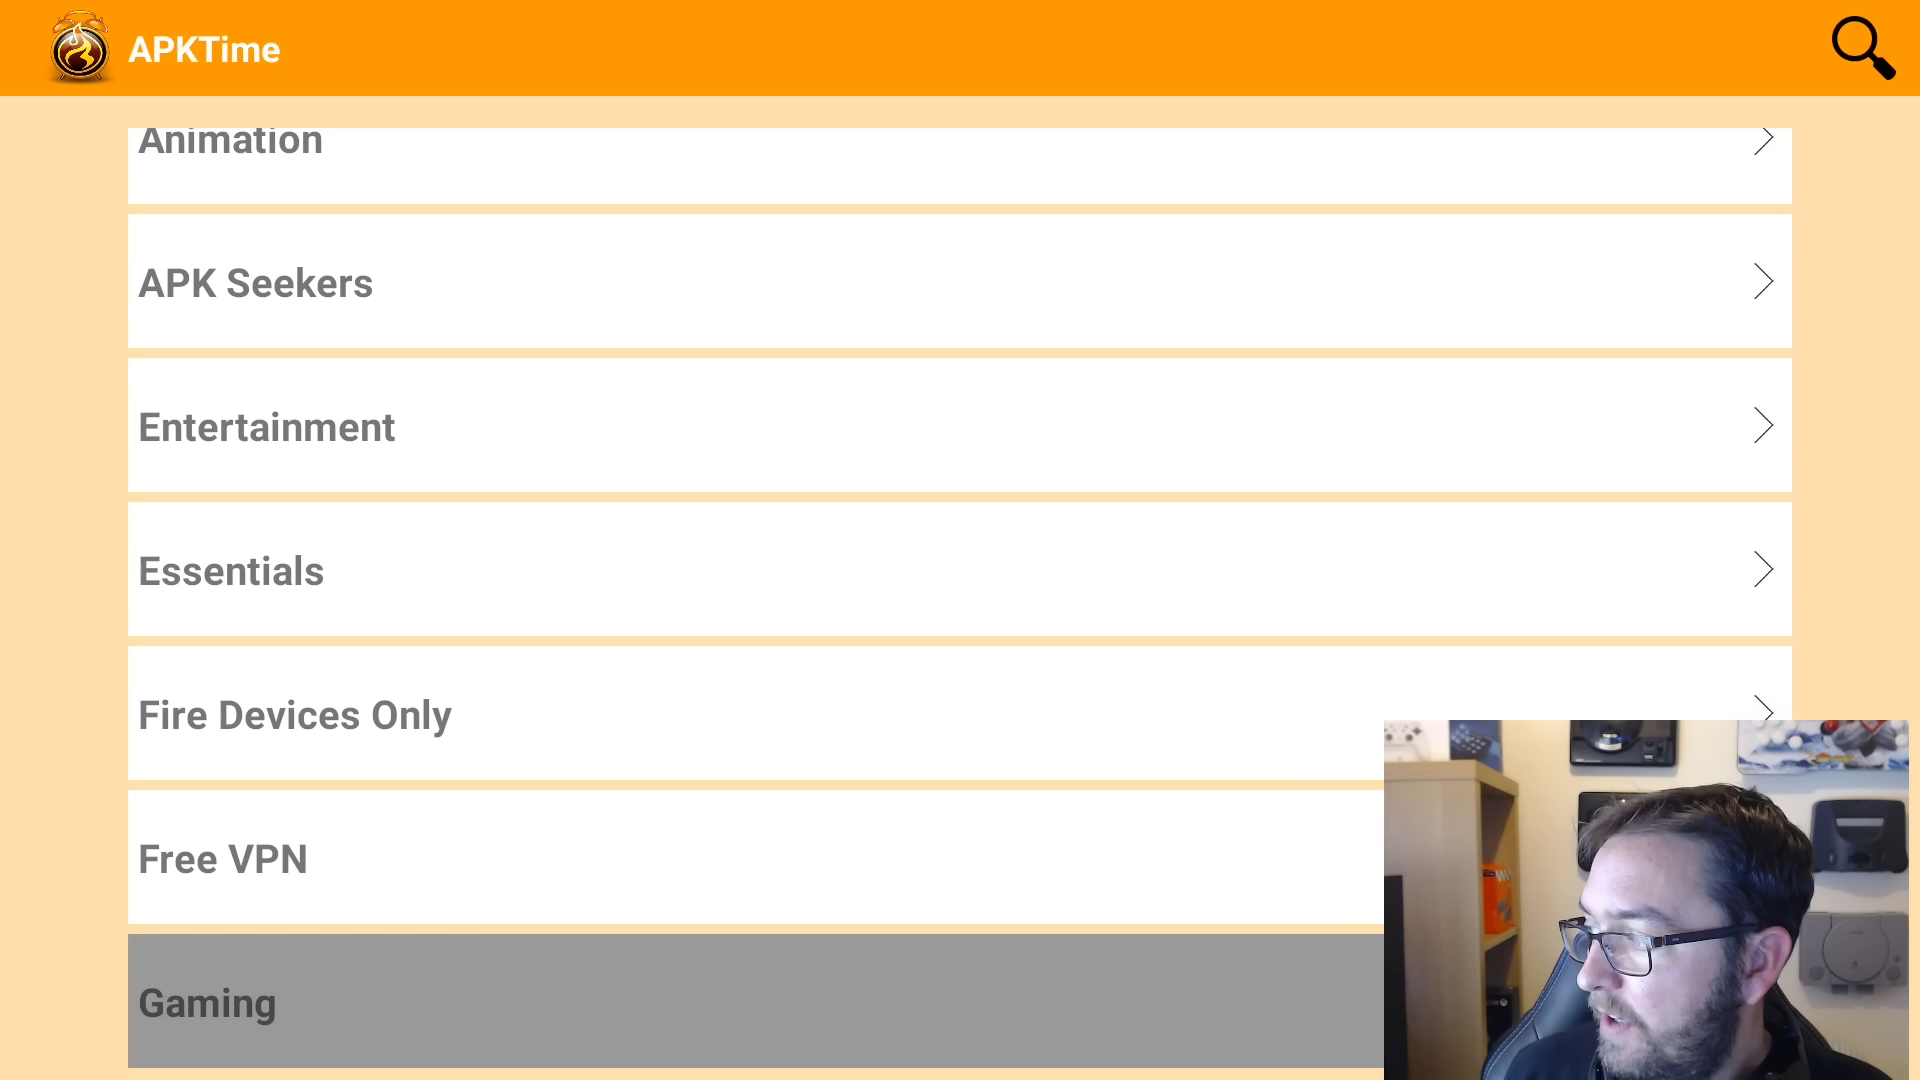 APKTime
Animation
APK Seekers
Entertainment
Essentials
Fire Devices Only
Free VPN
Gaming